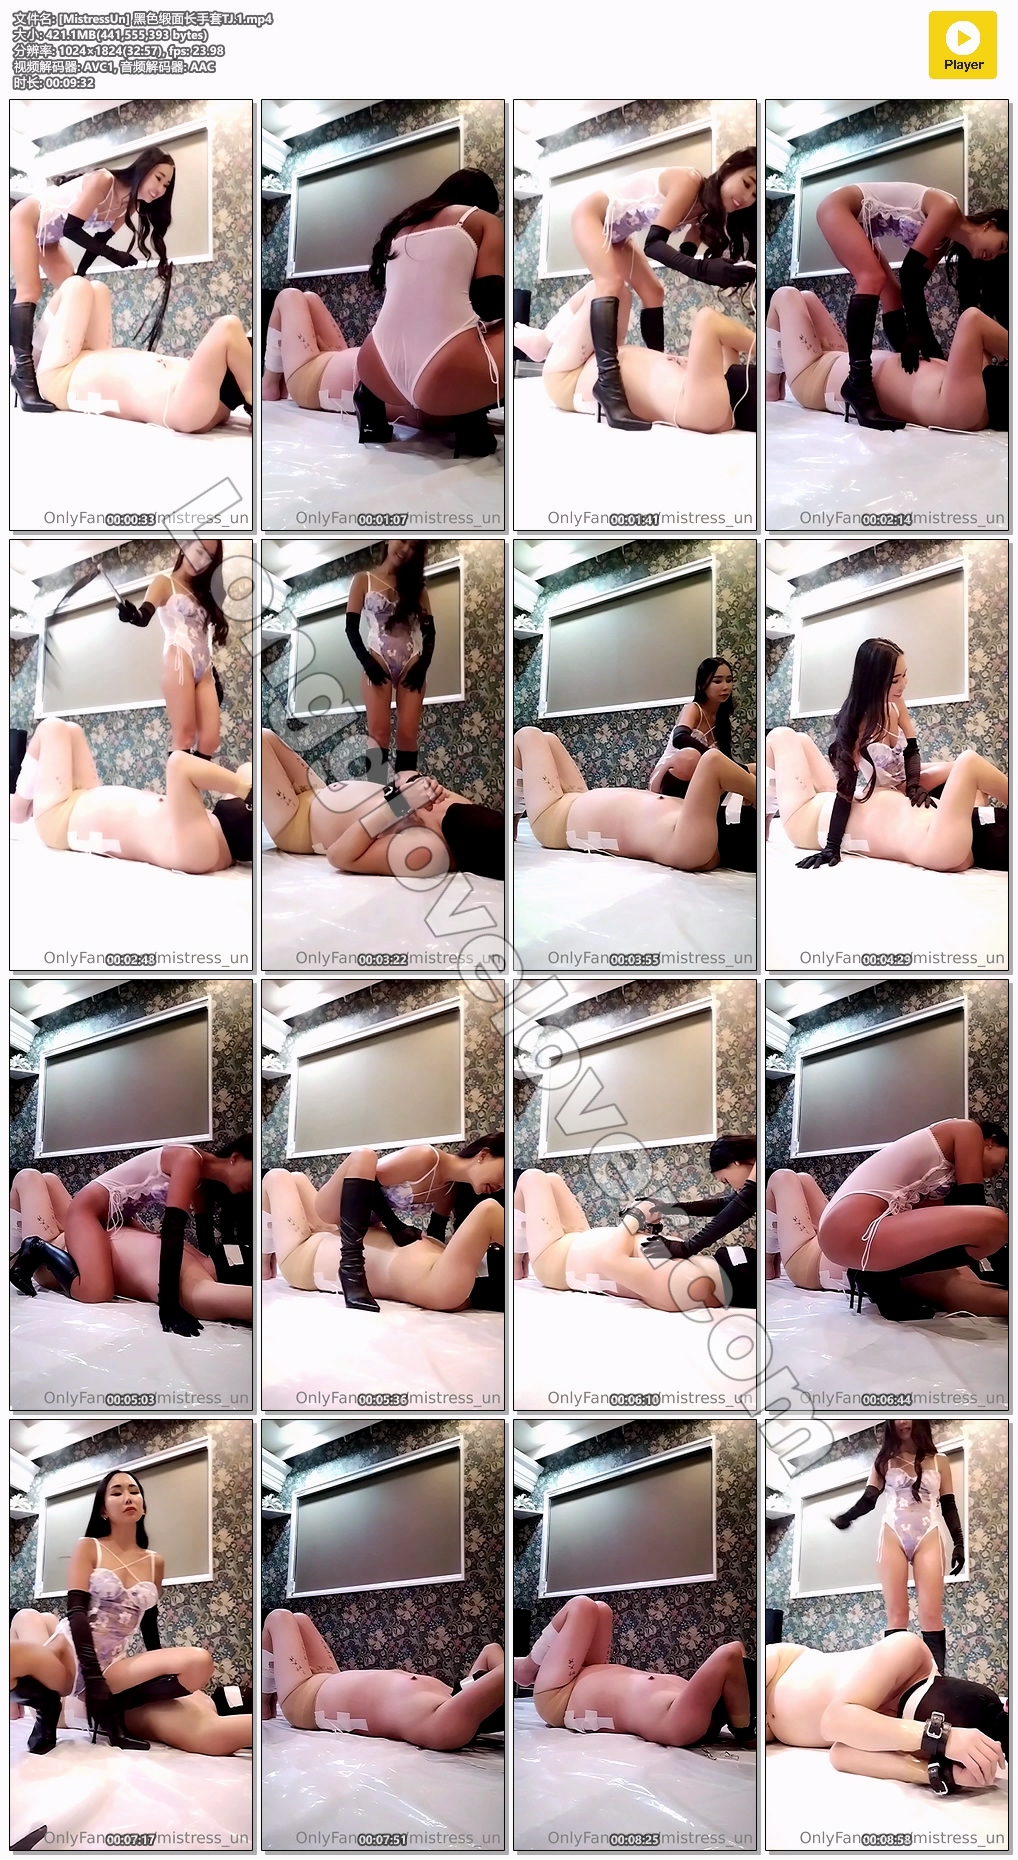 文件名: [MistressUn] 黑色缎面长手套TJ.1.mp4
大小: 421.1MB(441,555,393 bytes)
分辨率: 1024×1824(32:57), fps: 23.98
视频解码器: AVC1, 音频解码器: AAC
时长: 00:09:32
Player
OnlyFan 00:00:33 /mistress_un
OnlyFan 00:01:07 /mistress_un
OnlyFan 00:01:41 /mistress_un
OnlyFan 00:02:14 /mistress_un
OnlyFan 00:02:48 /mistress_un
OnlyFan 00:03:22 /mistress_un
OnlyFan 00:03:55 /mistress_un
OnlyFan 00:04:29 /mistress_un
OnlyFan 00:05:03 /mistress_un
OnlyFan 00:05:36 /mistress_un
OnlyFan 00:06:10 /mistress_un
OnlyFan 00:06:44 /mistress_un
OnlyFan 00:07:17 /mistress_un
OnlyFan 00:07:51 /mistress_un
OnlyFan 00:08:25 /mistress_un
OnlyFan 00:08:58 /mistress_un
Longglovelover.com